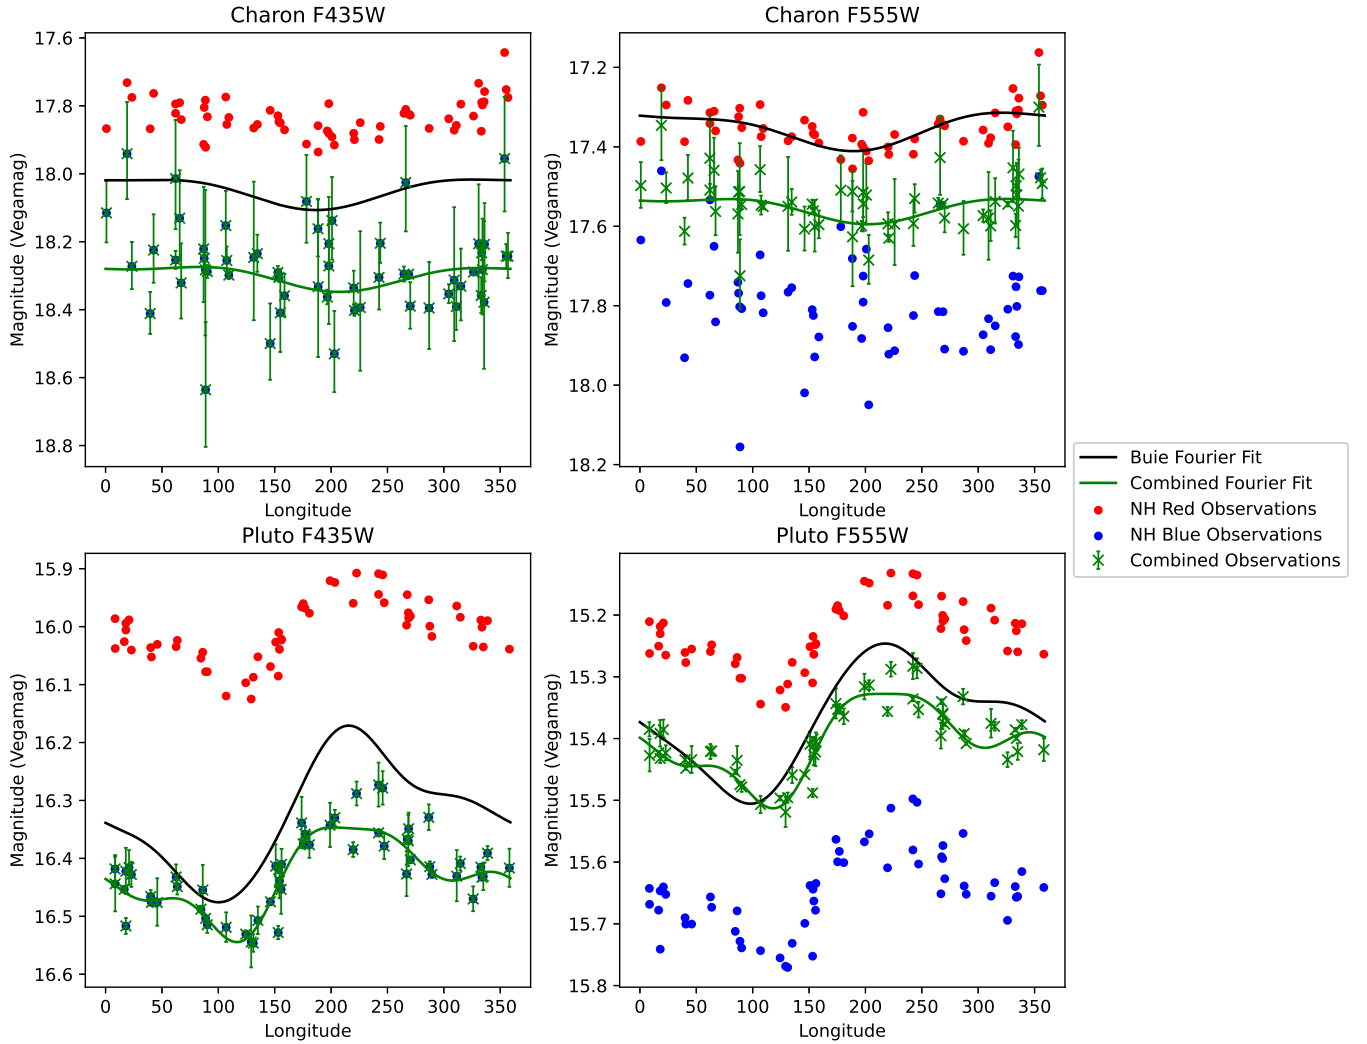 Charon F435W
17.6
17.8
18.0
18.2
18.4
18.6
18.8
Magnitude (Vegamag)
0 50 100 150 200 250 300 350
Longitude
Charon F555W
17.2
17.4
17.6
17.8
18.0
18.2
Magnitude (Vegamag)
0 50 100 150 200 250 300 350
Longitude
Buie Fourier Fit
Combined Fourier Fit
NH Red Observations
NH Blue Observations
Combined Observations
Pluto F435W
15.9
16.0
16.1
16.2
16.3
16.4
16.5
16.6
Magnitude (Vegamag)
0 50 100 150 200 250 300 350
Longitude
Pluto F555W
15.2
15.3
15.4
15.5
15.6
15.7
15.8
Magnitude (Vegamag)
0 50 100 150 200 250 300 350
Longitude